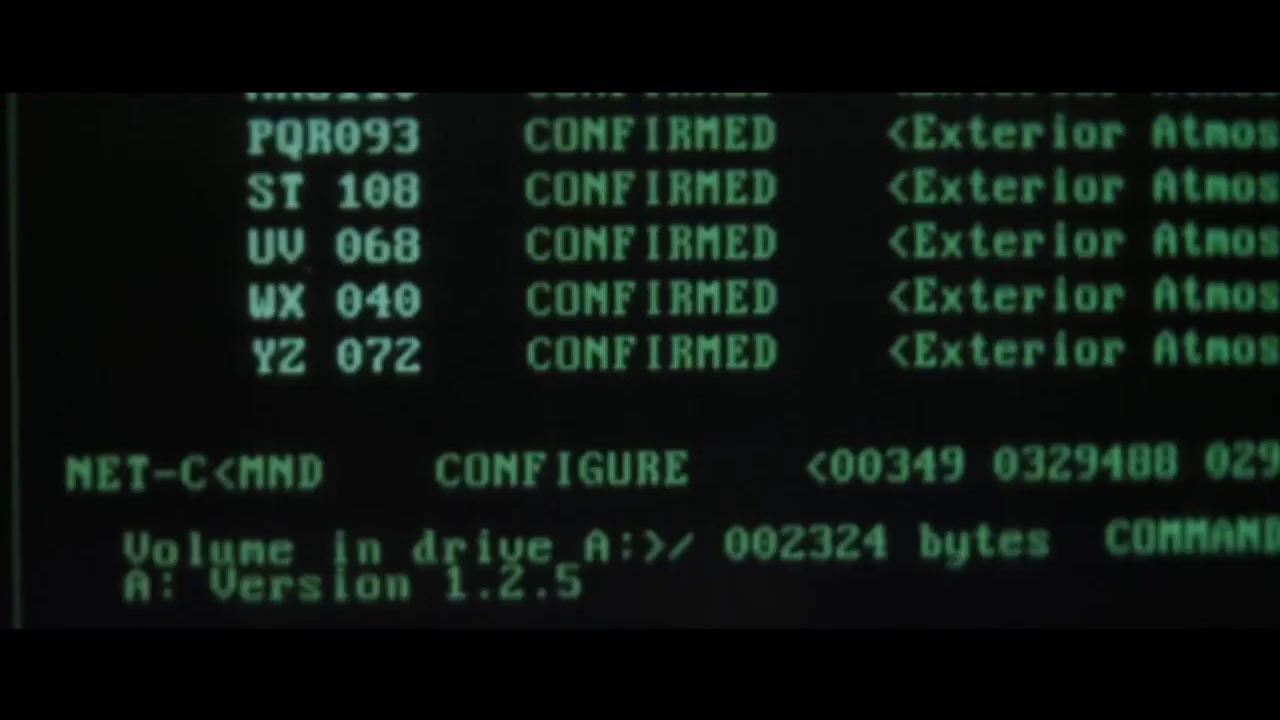 PQR093 CONFIRMED <Exterior Atmos
ST 108 CONFIRMED <Exterior Atmos
UV 068 CONFIRMED <Exterior Atmos
WX 040 CONFIRMED <Exterior Atmos
YZ 072 CONFIRMED <Exterior Atmos
NET-C<MND CONFIGURE <00349 0329488 029
Volume in drive A:>/ 002324 bytes COMMAND
A: Version 1.2.5